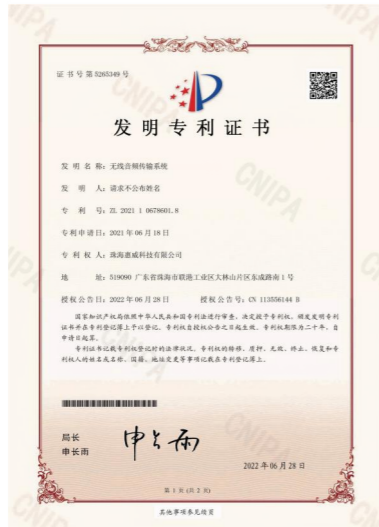 证书号第5265349号
发明专利证书
发明名称：无线音频传输系统
发明人：请求不公布姓名
专利号：ZL 2021 1 0678601.8
专利申请日：2021年06月18日
专利权人：珠海惠威科技有限公司
地址：519090 广东省珠海市联港工业区大林山片区东成路南1号
授权公告日：2022年06月28日 授权公告号：CN 113556144 B
国家知识产权局依照中华人民共和国专利法进行审查，决定授予专利权，颁发发明专利
证书并在专利登记簿上予以登记。专利权自授权公告之日起生效。专利权期限为二十年，自
申请日起算。
专利证书记载专利权登记时的法律状况。专利权的转移、质押、无效、终止、恢复和专
利权人的姓名或名称、国籍、地址变更等事项记载在专利登记簿上。
局长
申长雨
申长雨
2022年06月28日
第1页(共2页)
其他事项参见续页
CNIPA
CNIPA
CNIPA
CNIPA